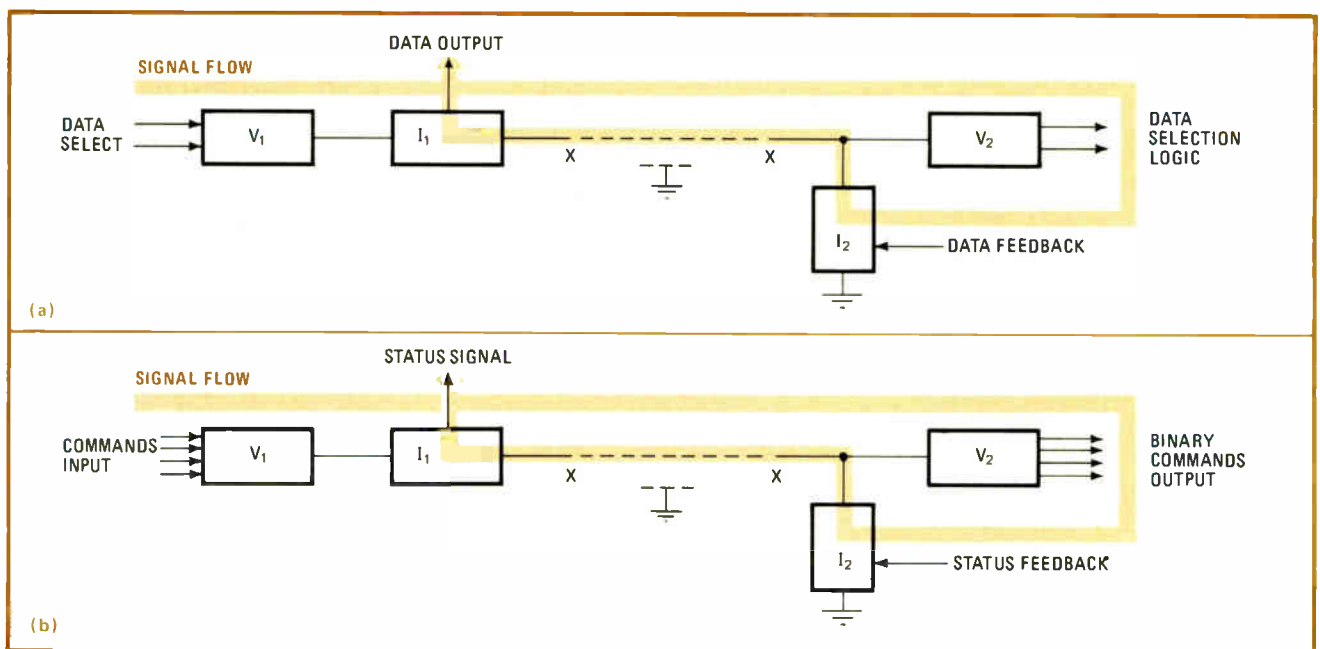 DATA OUTPUT
SIGNAL FLOW
DATA
SELECT
V1
I1
X
X
V2
DATA
SELECTION
LOGIC
I2
DATA FEEDBACK
(a)
STATUS SIGNAL
SIGNAL FLOW
COMMANDS
INPUT
V1
I1
X
X
V2
BINARY
COMMANDS
OUTPUT
I2
STATUS FEEDBACK
(b)